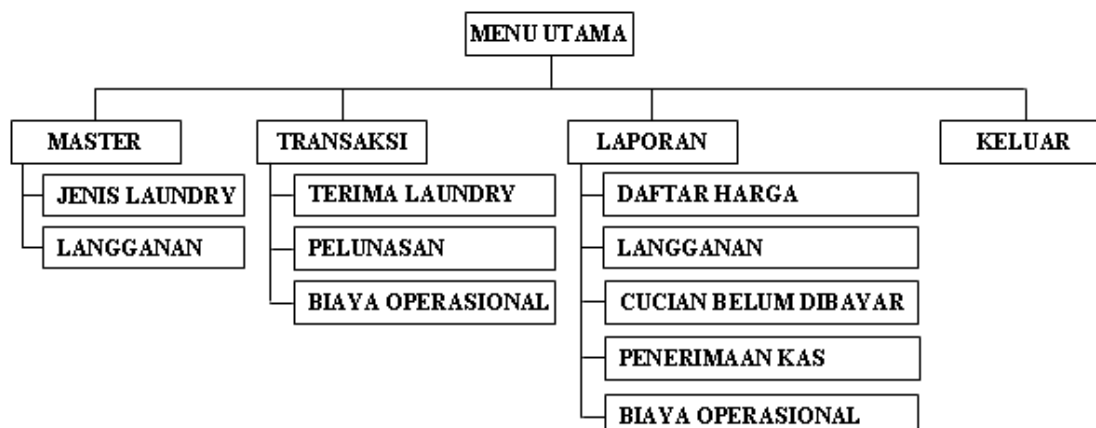 MENU UTAMA
MASTER
JENIS LAUNDRY
LANGGANAN
TRANSAKSI
TERIMA LAUNDRY
PELUNASAN
BIAYA OPERASIONAL
LAPORAN
DAFTAR HARGA
LANGGANAN
CUCIAN BELUM DIBAYAR
PENERIMAAN KAS
BIAYA OPERASIONAL
KELUAR